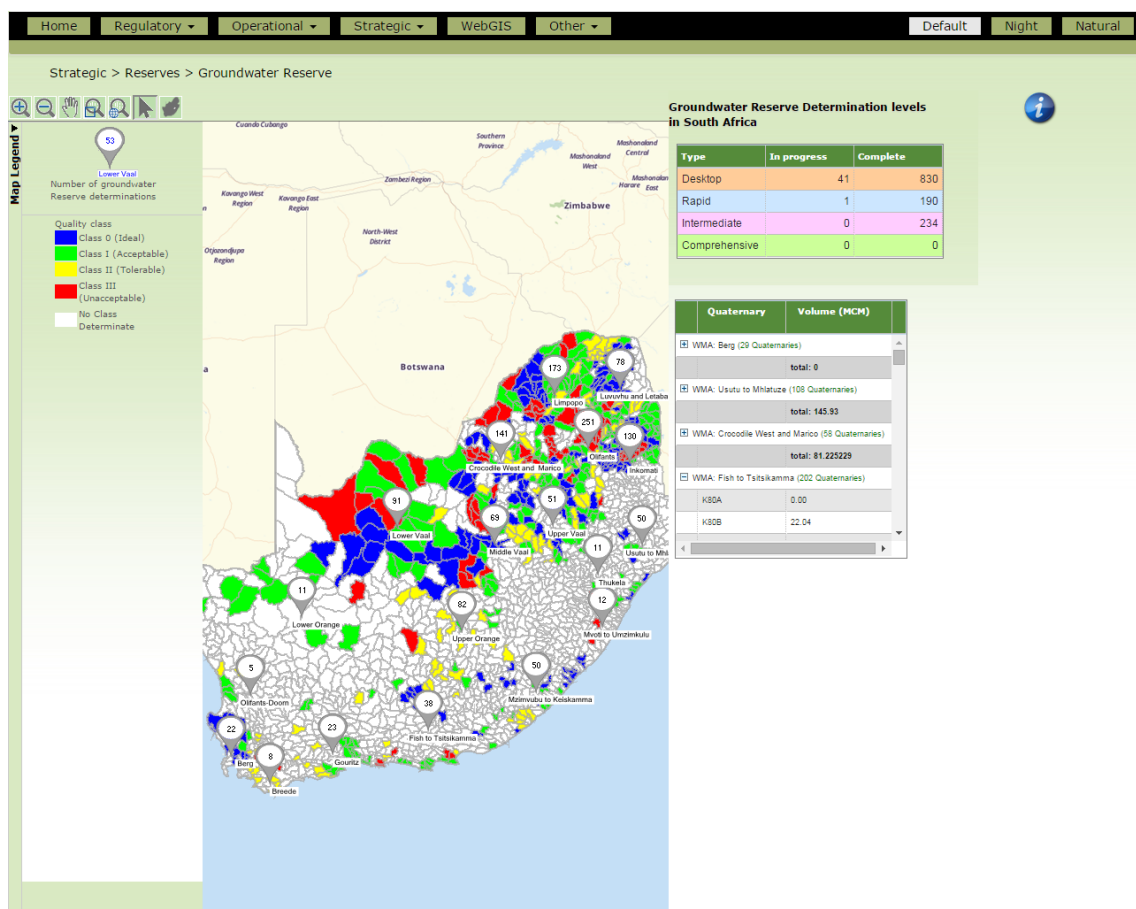 Home Regulatory Operational Strategic WebGIS Other Default Night Natural
Strategic > Reserves > Groundwater Reserve
Map Legend
53
Lower Vaal
Number of groundwater
Reserve determinations
Quality class
Class 0 (Ideal)
Class I (Acceptable)
Class II (Tolerable)
Class III
(Unacceptable)
No Class
Determinate
Cuando Cubango
Southern
Province
Mashonaland
Central
Mashonaland
West
Zambezi Region
Mashonaland
Harare East
Kavango West
Region
Kavango East
Region
Zimbabwe
North-West
District
Otjozondjupa
Region
Botswana
173
Limpopo
78
Luvuvhu and Letaba
251
Olifants
141
Crocodile West and Marico
130
Inkomati
91
Lower Vaal
51
Upper Vaal
69
Middle Vaal
50
Usutu to Mhla
11
Thukela
11
Lower Orange
82
Upper Orange
12
Mvoti to Umzimkulu
5
Olifants-Doorn
50
Mzimvubu to Keiskamma
38
Fish to Tsitsikamma
22
Berg
23
Gouritz
8
Breede
Groundwater Reserve Determination levels
in South Africa
Type In progress Complete
Desktop 41 830
Rapid 1 190
Intermediate 0 234
Comprehensive 0 0
Quaternary Volume (MCM)
WMA: Berg (29 Quaternaries)
total: 0
WMA: Usutu to Mhlatuze (108 Quaternaries)
total: 145.93
WMA: Crocodile West and Marico (58 Quaternaries)
total: 81.225229
WMA: Fish to Tsitsikamma (202 Quaternaries)
K80A 0.00
K80B 22.04